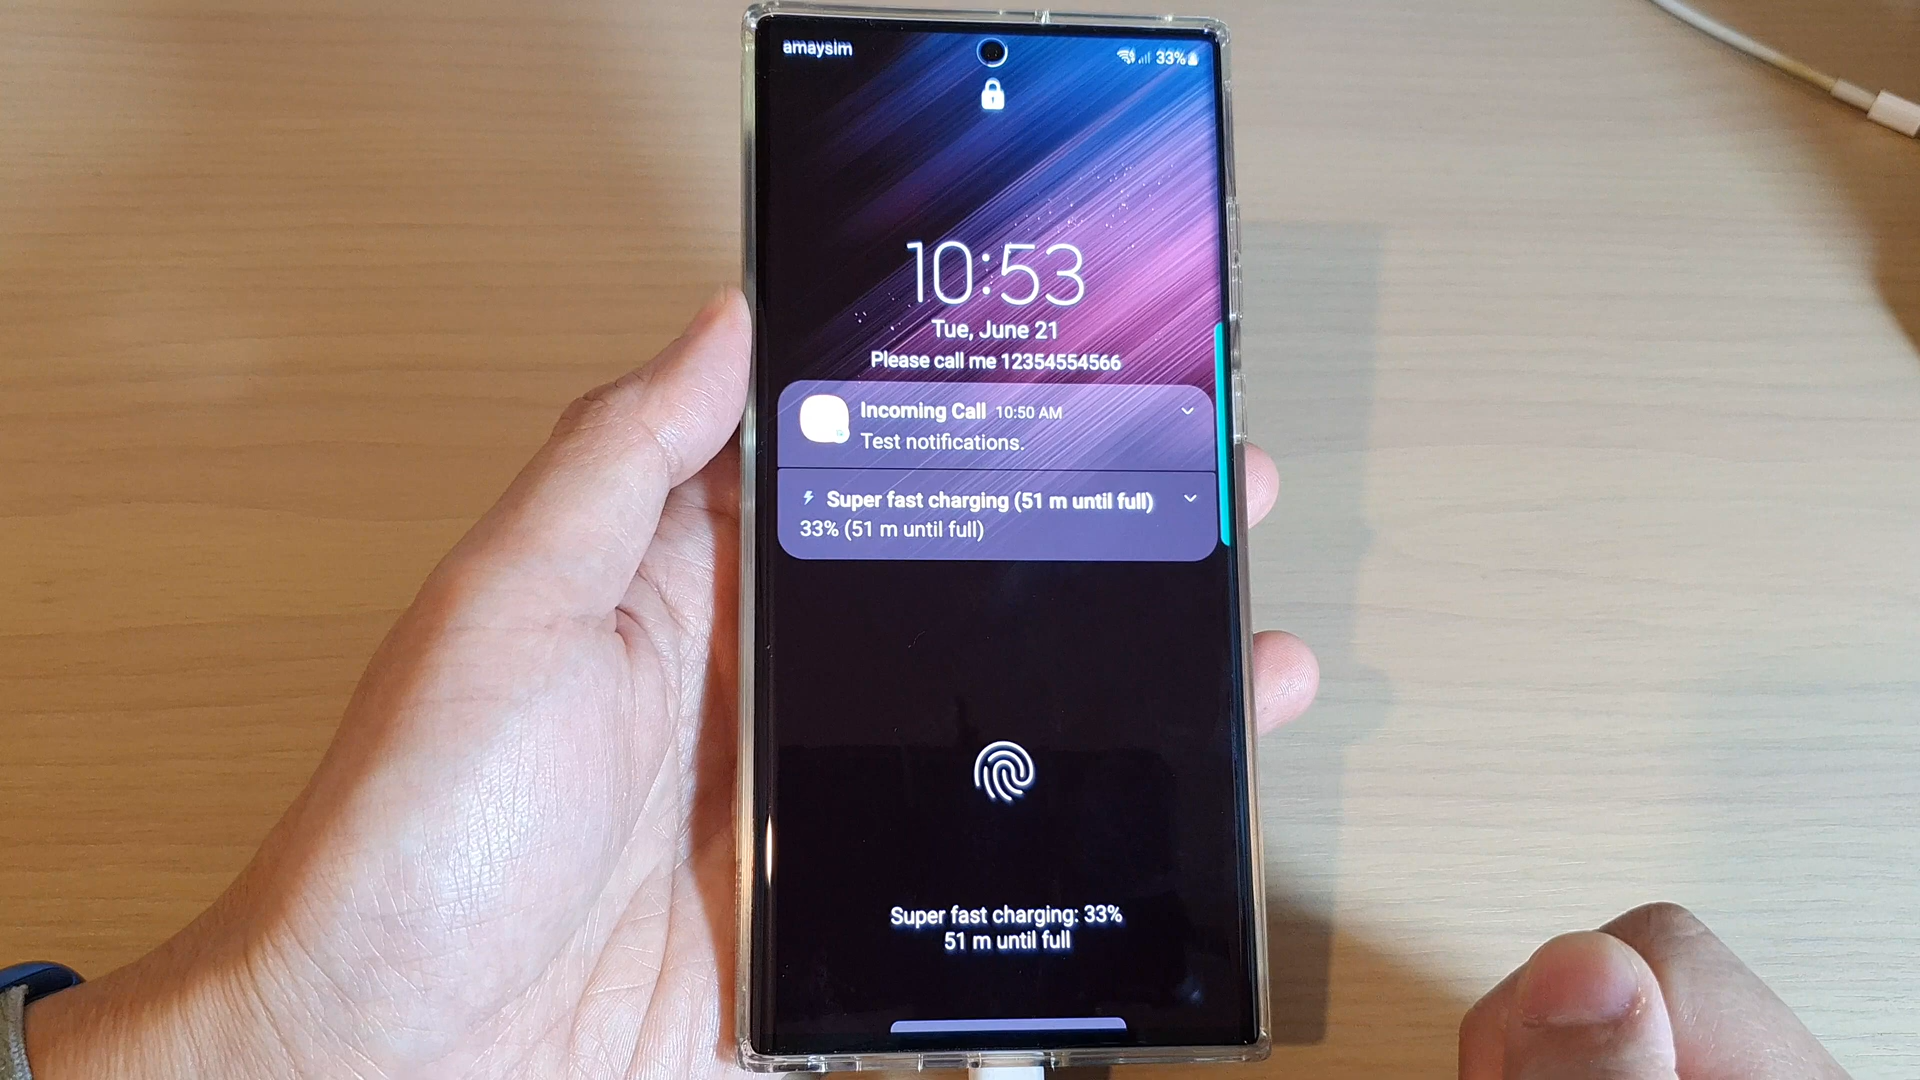 amaysim
33%
10:53
Tue, June 21
Please call me 12354554566
Incoming Call 10:50 AM
Test notifications.
Super fast charging (51 m until full)
33% (51 m until full)
Super fast charging: 33%
51 m until full